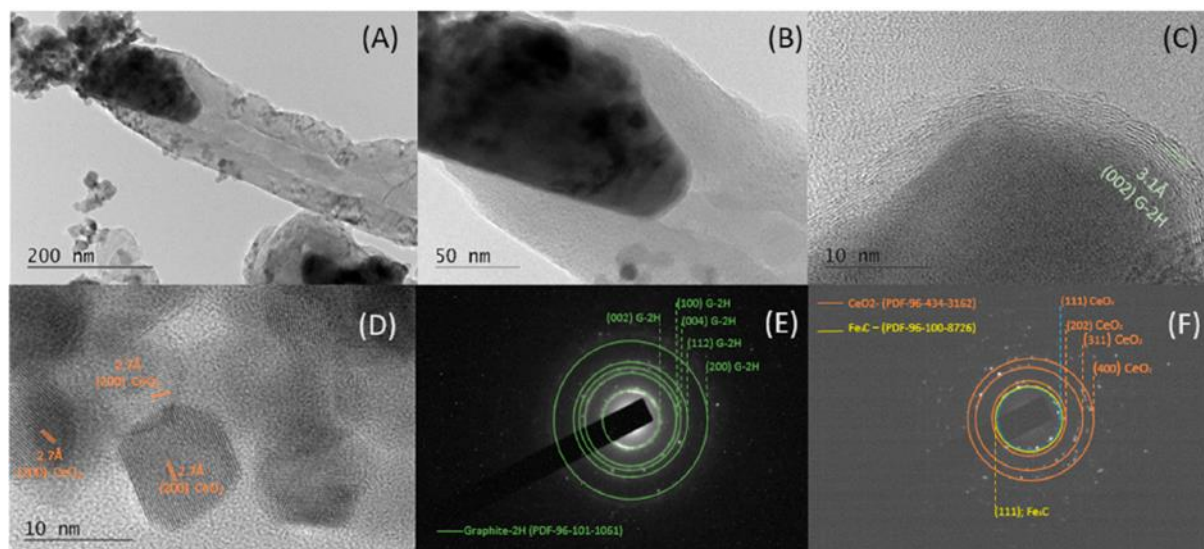 (A)
200 nm
(B)
50 nm
(C)
3.1Å
(002) G-2H
10 nm
(D)
2.7Å
(200) CeO₂
2.7Å
(200) CeO₂
2.7Å
(200) CeO₂
10 nm
(E)
(100) G-2H
(002) G-2H
(004) G-2H
(112) G-2H
(200) G-2H
Graphite-2H (PDF-96-101-1061)
(F)
CeO2- (PDF-96-434-3162)
Fe₃C – (PDF-96-100-8726)
(111) CeO₂
(202) CeO₂
(311) CeO₂
(400) CeO₂
(111); Fe₃C